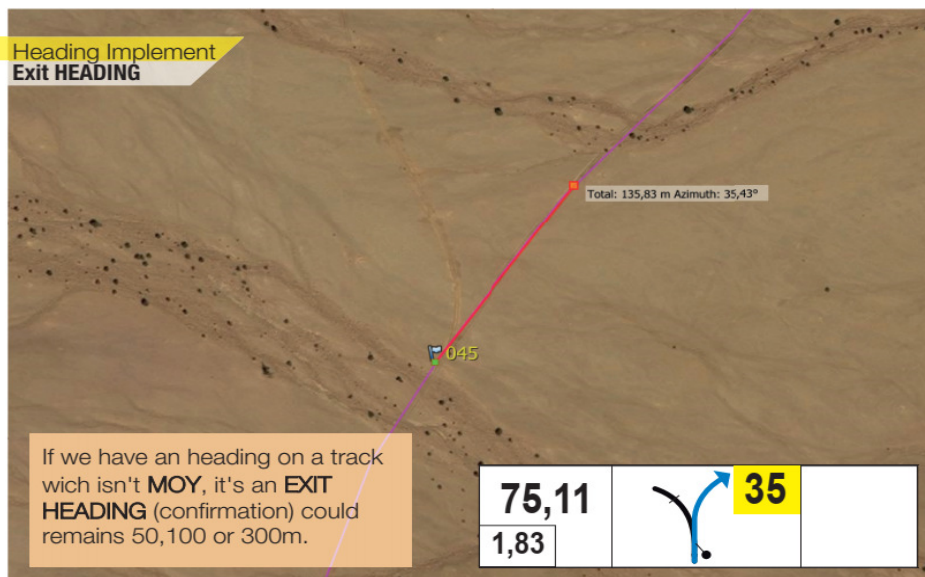 Heading Implement
Exit HEADING
Total: 135,83 m Azimuth: 35,43°
045
If we have an heading on a track
wich isn't MOY, it's an EXIT
HEADING (confirmation) could
remains 50,100 or 300m.
75,11
35
1,83